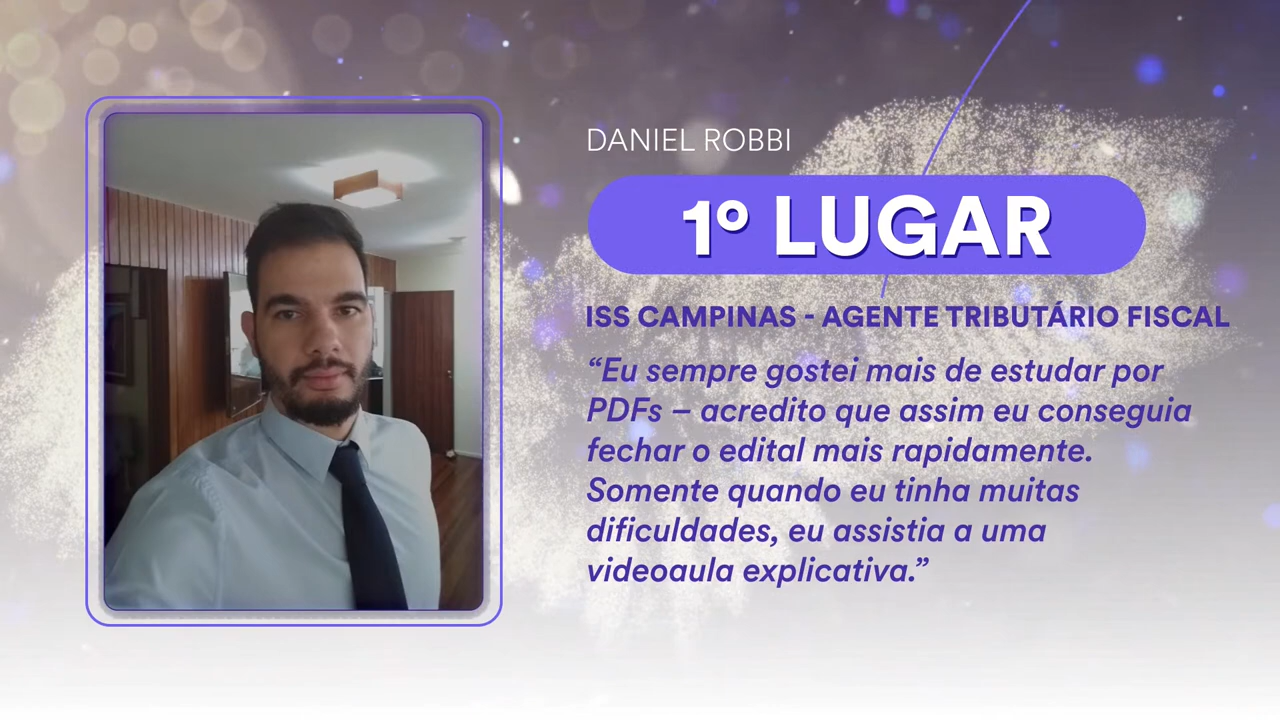 DANIEL ROBBI
1º LUGAR
ISS CAMPINAS - AGENTE TRIBUTÁRIO FISCAL
“Eu sempre gostei mais de estudar por
PDFs – acredito que assim eu conseguia
fechar o edital mais rapidamente.
Somente quando eu tinha muitas
dificuldades, eu assistia a uma
videoaula explicativa.”